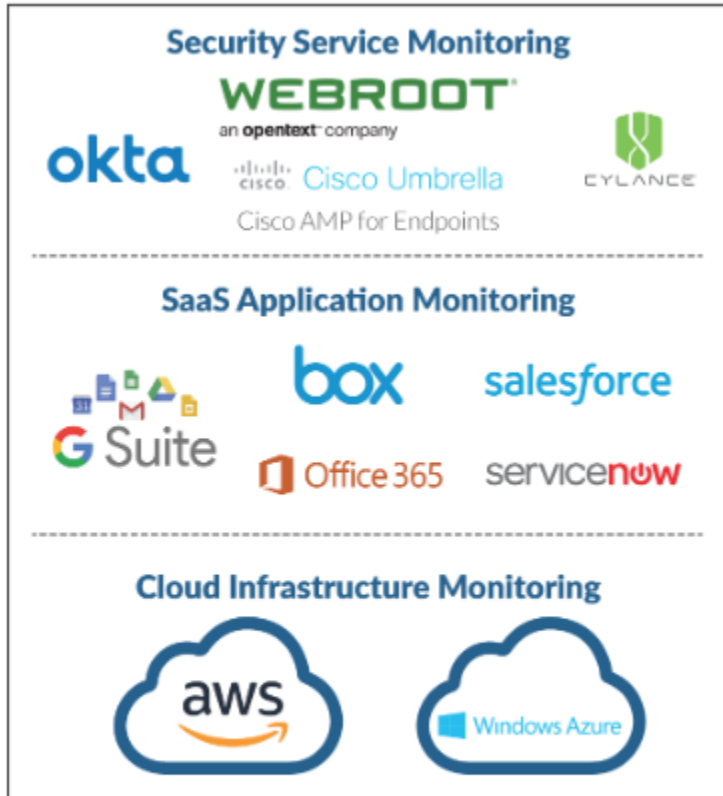 Security Service Monitoring
WEBROOT
an opentext company
okta
CISCO Cisco Umbrella
Cisco AMP for Endpoints
CYLANCE
SaaS Application Monitoring
31
G Suite
box
salesforce
Office 365
servicenow
Cloud Infrastructure Monitoring
aws
Windows Azure